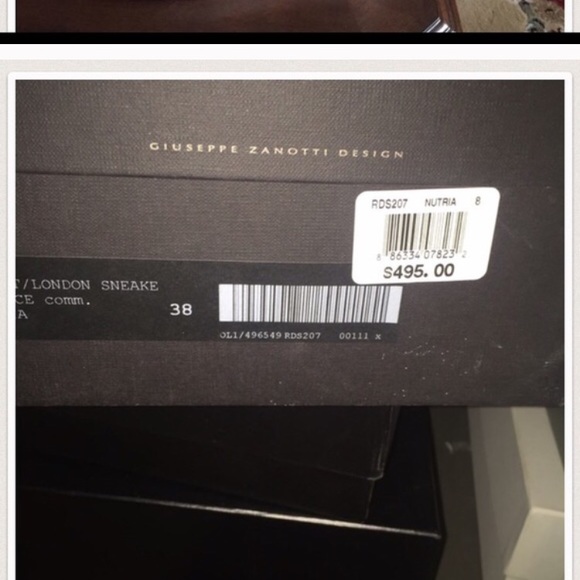 GIUSEPPE ZANOTTI DESIGN
RDS207 NUTRIA 8
8 86334 07823 2
$495.00
T/LONDON SNEAKE
CE comm.
A
38
OL1/496549 RDS207 00111 X